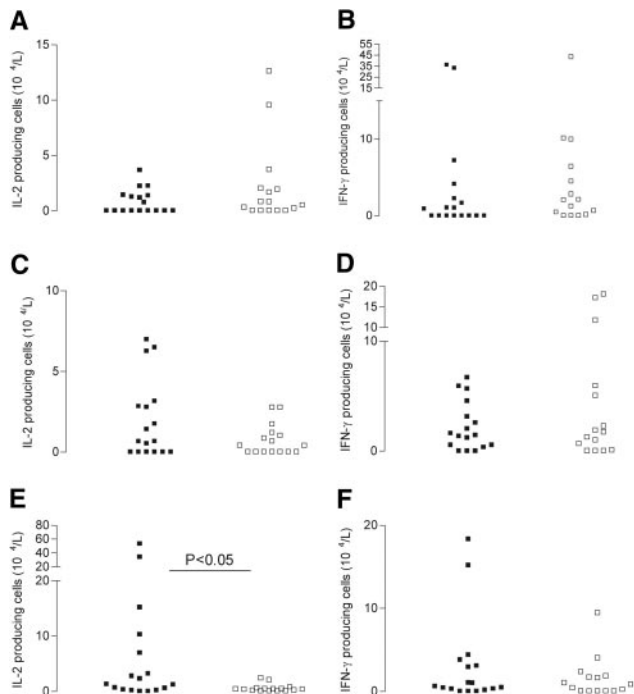 A
IL-2 producing cells (10 4/L)
15
10
5
0
B
IFN-γ producing cells (10 4/L)
55
45
35
25
15
10
0
C
IL-2 producing cells (10 4/L)
10
5
0
D
IFN-γ producing cells (10 4/L)
20
15
10
10
5
0
E
IL-2 producing cells (10 4/L)
80
60
40
20
20
10
0
P<0.05
F
IFN-γ producing cells (10 4/L)
20
10
0